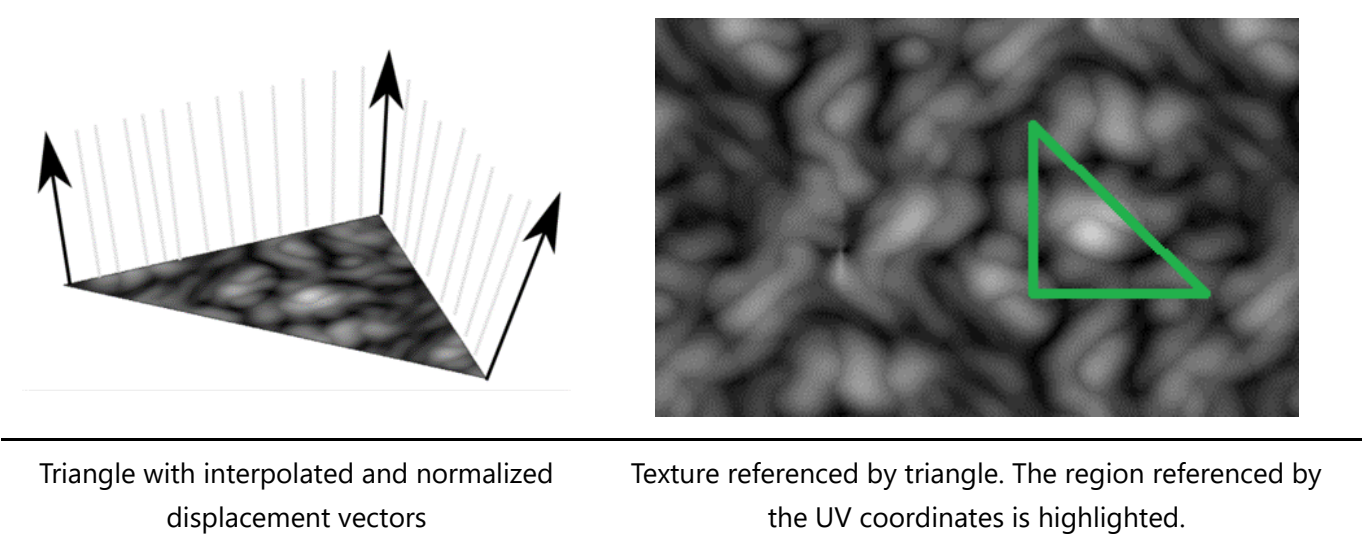 Triangle with interpolated and normalized
displacement vectors
Texture referenced by triangle. The region referenced by
the UV coordinates is highlighted.